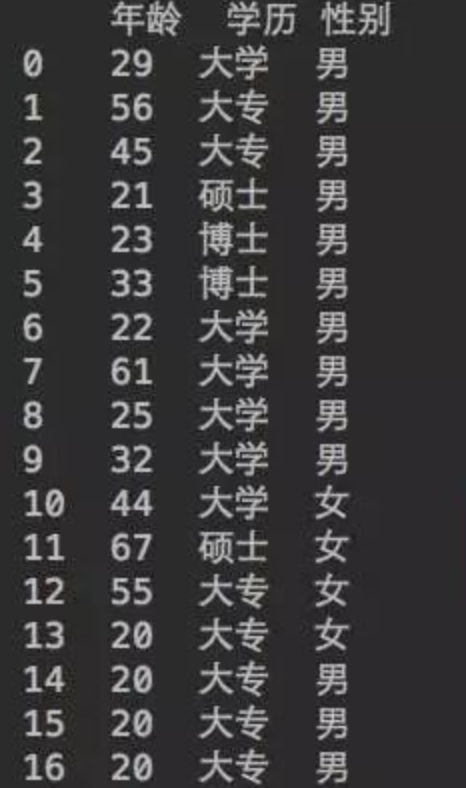 年龄 学历 性别
0 29 大学 男
1 56 大专 男
2 45 大专 男
3 21 硕士 男
4 23 博士 男
5 33 博士 男
6 22 大学 男
7 61 大学 男
8 25 大学 男
9 32 大学 男
10 44 大学 女
11 67 硕士 女
12 55 大专 女
13 20 大专 女
14 20 大专 男
15 20 大专 男
16 20 大专 男